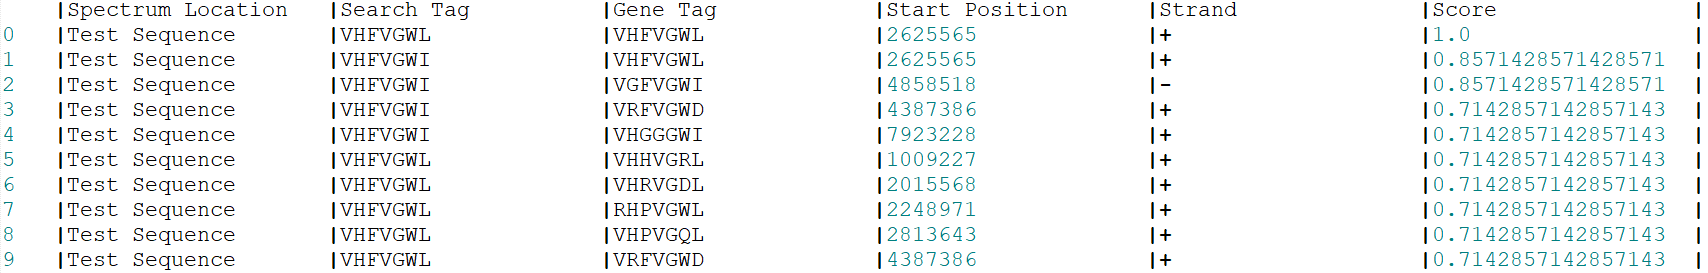 |Spectrum Location |Search Tag |Gene Tag |Start Position |Strand |Score |
0 |Test Sequence |VHFVGWL |VHFVGWL |2625565 |+ |1.0 |
1 |Test Sequence |VHFVGWI |VHFVGWL |2625565 |+ |0.8571428571428571 |
2 |Test Sequence |VHFVGWI |VGFVGWI |4858518 |- |0.8571428571428571 |
3 |Test Sequence |VHFVGWI |VRFVGWD |4387386 |+ |0.7142857142857143 |
4 |Test Sequence |VHFVGWI |VHGGGWI |7923228 |+ |0.7142857142857143 |
5 |Test Sequence |VHFVGWL |VHHVGRL |1009227 |+ |0.7142857142857143 |
6 |Test Sequence |VHFVGWL |VHRVGDL |2015568 |+ |0.7142857142857143 |
7 |Test Sequence |VHFVGWL |RHPVGWL |2248971 |+ |0.7142857142857143 |
8 |Test Sequence |VHFVGWL |VHPVGQL |2813643 |+ |0.7142857142857143 |
9 |Test Sequence |VHFVGWL |VRFVGWD |4387386 |+ |0.7142857142857143 |